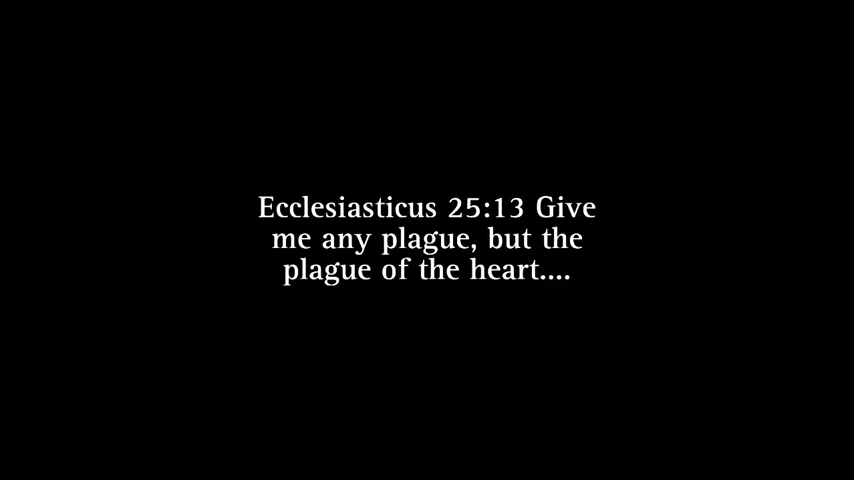 Ecclesiasticus 25:13 Give
me any plague, but the
plague of the heart....